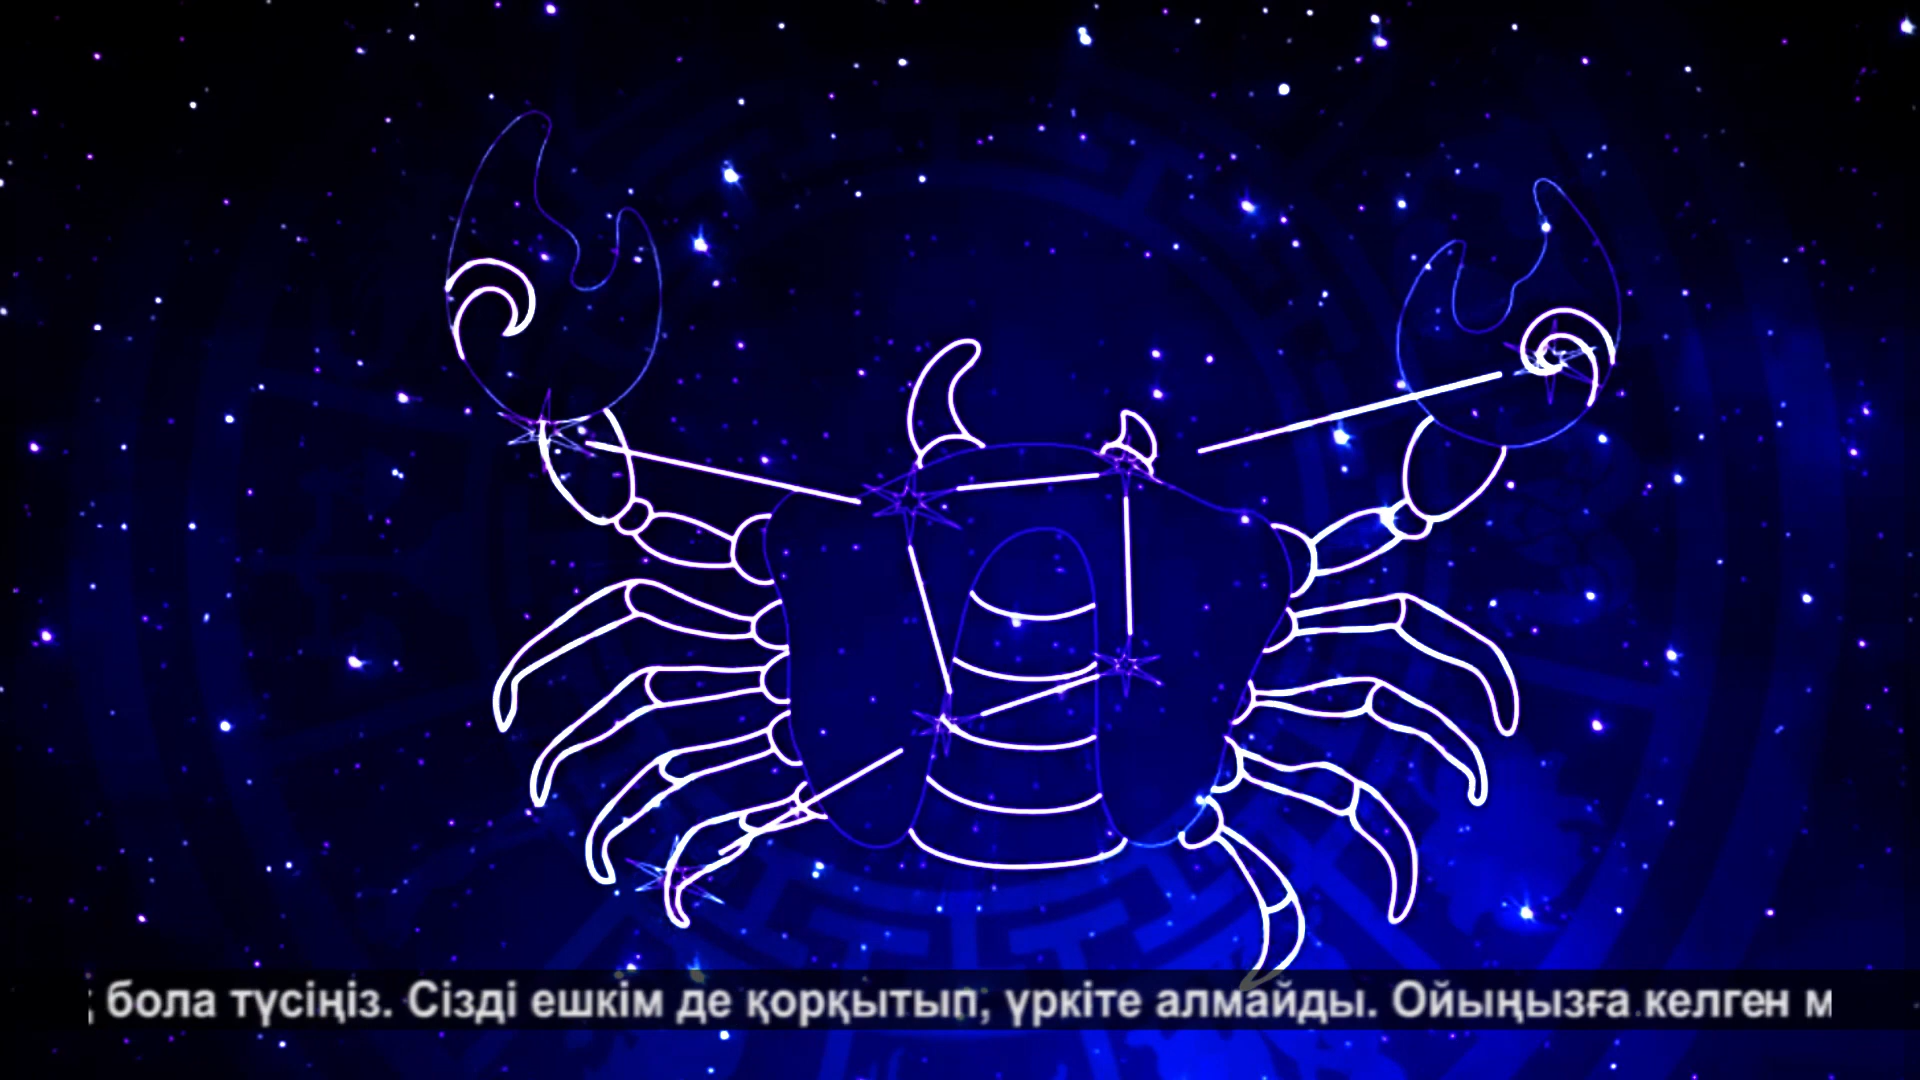 бола түсіңіз. Сізді ешкім де қорқытып, үркіте алмайды. Ойыңызға келген